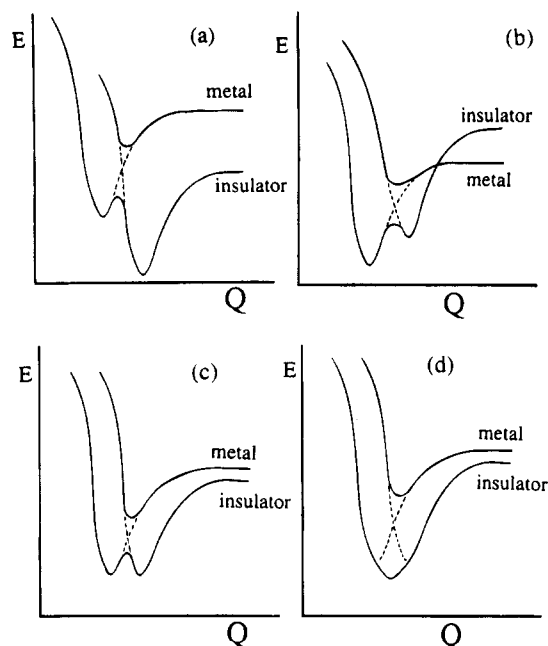 (a)
E
metal
insulator
Q
(b)
E
insulator
metal
Q
(c)
E
metal
insulator
Q
(d)
E
metal
insulator
Q